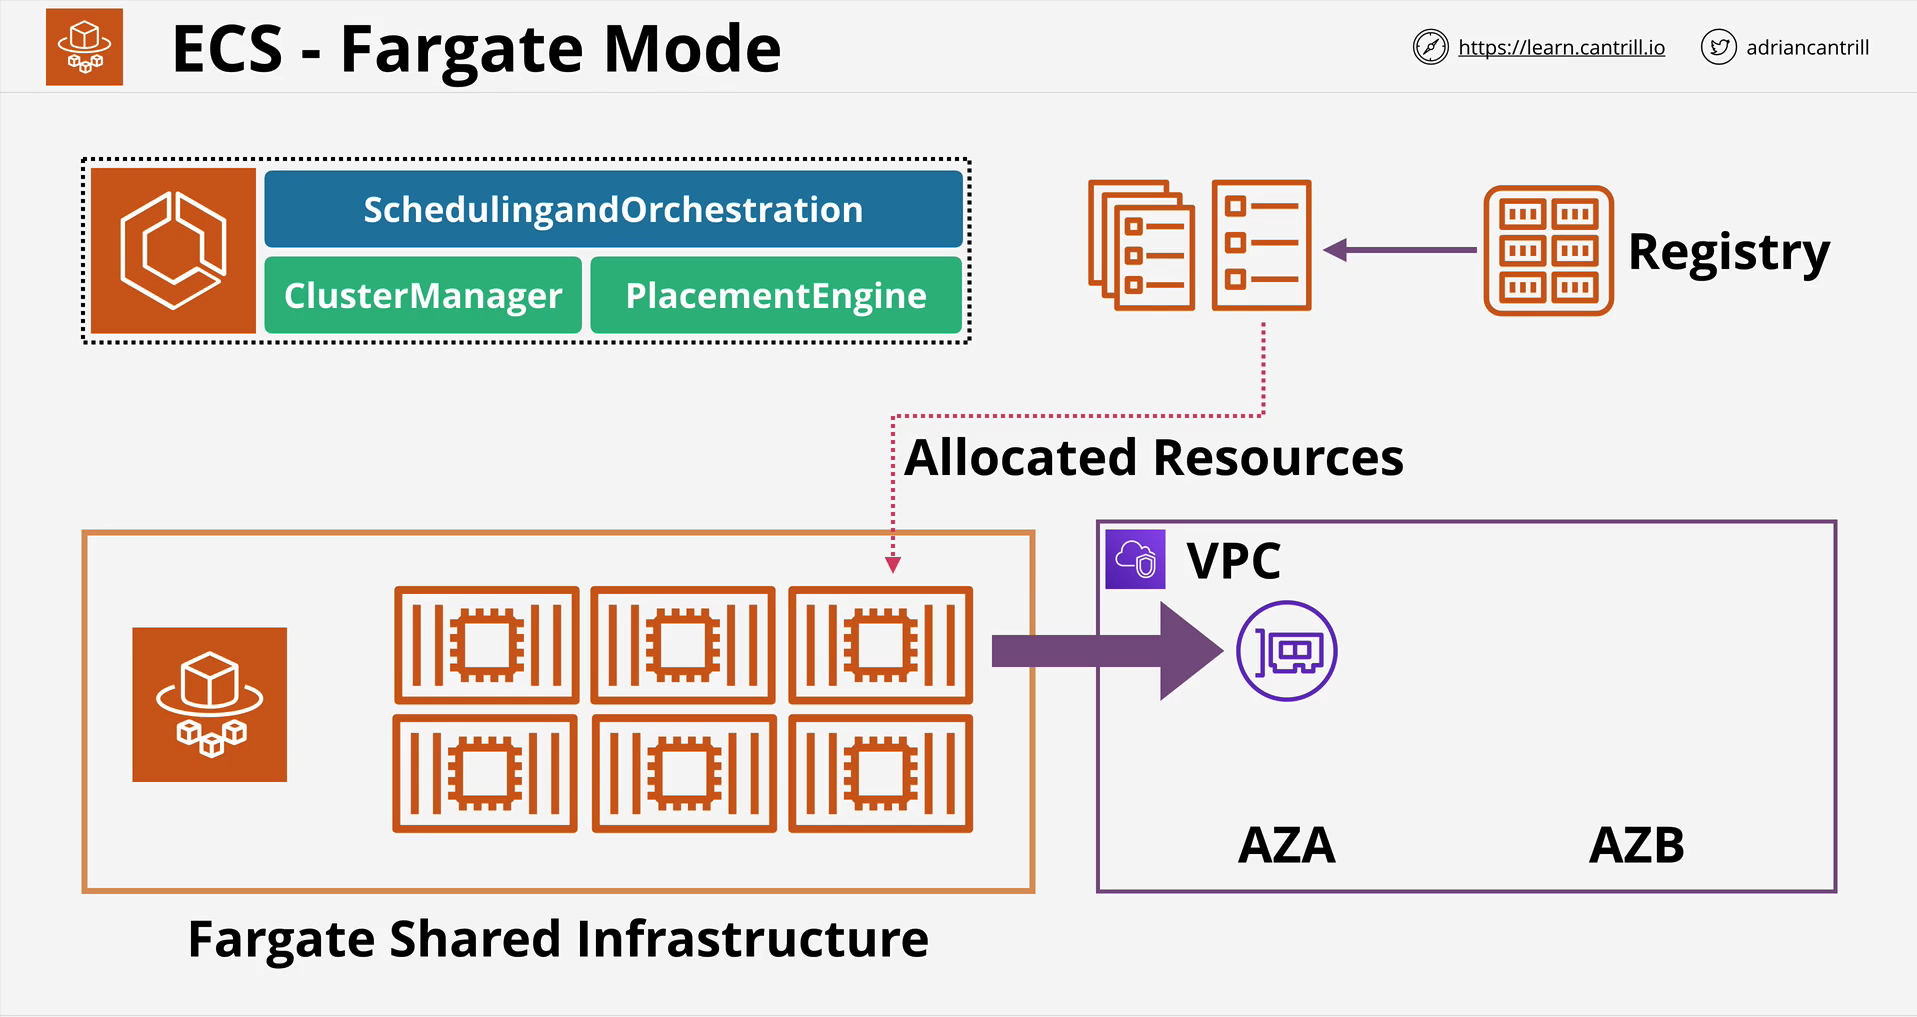 ECS - Fargate Mode
https://learn.cantrill.io
adriancantrill
SchedulingandOrchestration
ClusterManager
PlacementEngine
Registry
Allocated Resources
VPC
AZA
AZB
Fargate Shared Infrastructure